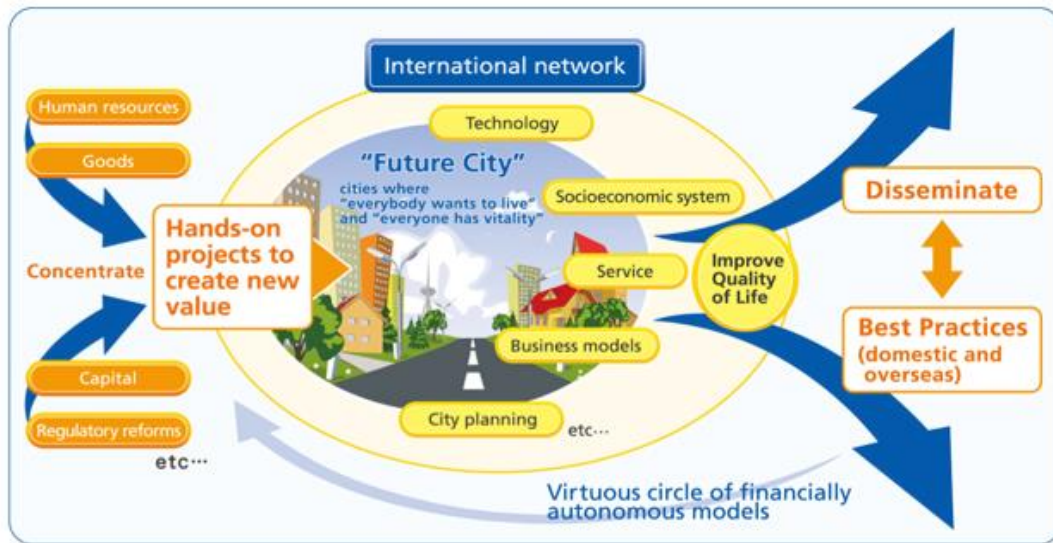 International network
Human resources
Goods
Concentrate
Capital
Regulatory reforms
etc…
Hands-on
projects to
create new
value
Technology
"Future City"
cities where
"everybody wants to live"
and "everyone has vitality"
Socioeconomic system
Service
Business models
City planning
etc…
Improve
Quality
of Life
Disseminate
Best Practices
(domestic and
overseas)
Virtuous circle of financially
autonomous models